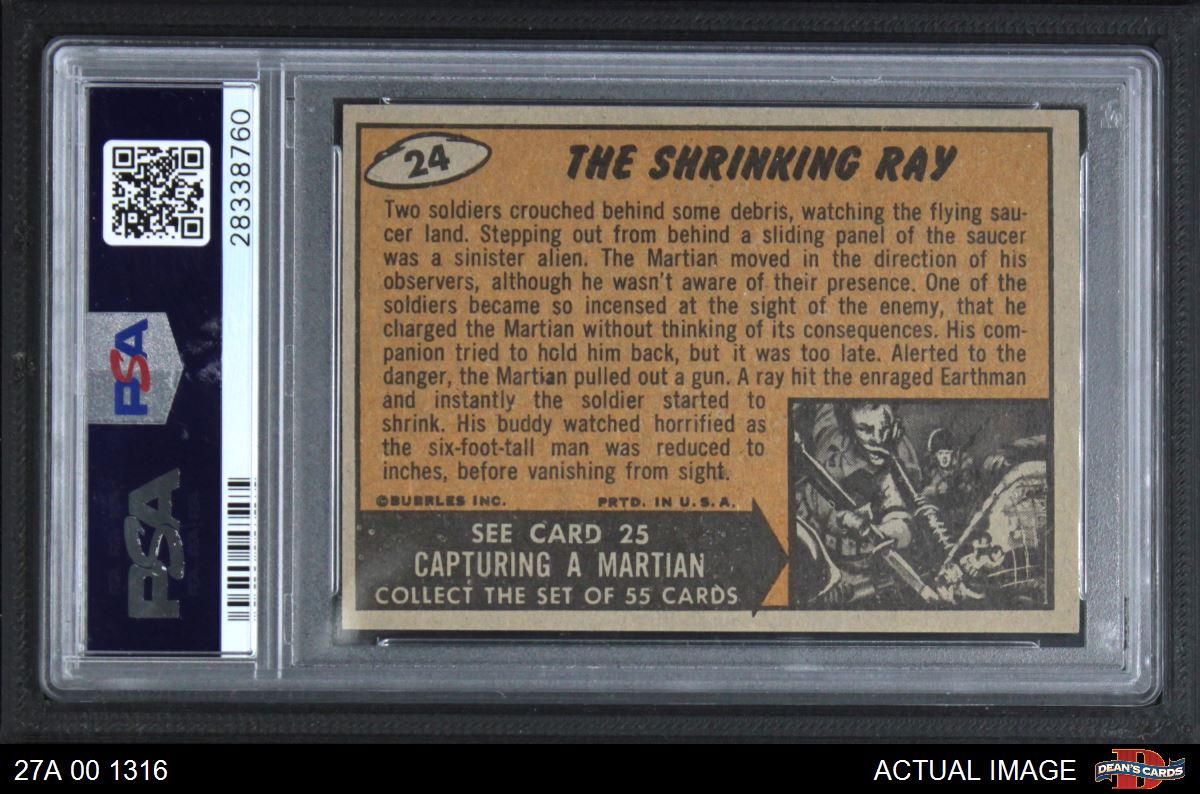 24
THE SHRINKING RAY
Two soldiers crouched behind some debris, watching the flying sau-
cer land. Stepping out from behind a sliding panel of the saucer
was a sinister alien. The Martian moved in the direction of his
observers, although he wasn't aware of their presence. One of the
soldiers became so incensed at the sight of the enemy, that he
charged the Martian without thinking of its consequences. His com-
panion tried to hold him back, but it was too late. Alerted to the
danger, the Martian pulled out a gun. A ray hit the enraged Earthman
and instantly the soldier started to
shrink. His buddy watched horrified as
the six-foot-tall man was reduced to
inches, before vanishing from sight.
©BUBBLES INC. PRTD. IN U.S.A.
SEE CARD 25
CAPTURING A MARTIAN
COLLECT THE SET OF 55 CARDS
28338760
PSA
PSA
27A 00 1316
ACTUAL IMAGE
DEAN'S CARDS